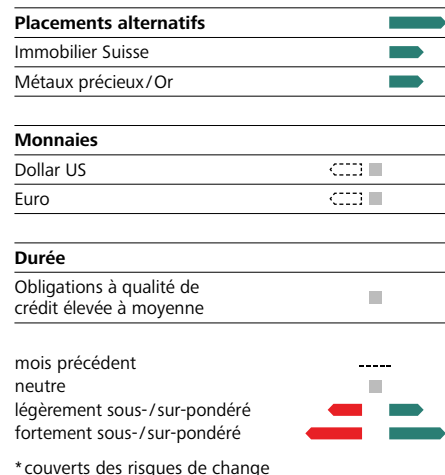 Placements alternatifs
Immobilier Suisse
Métaux précieux/Or
Monnaies
Dollar US
Euro
Durée
Obligations à qualité de
crédit élevée à moyenne
mois précédent
neutre
légèrement sous-/sur-pondéré
fortement sous-/sur-pondéré
*couverts des risques de change